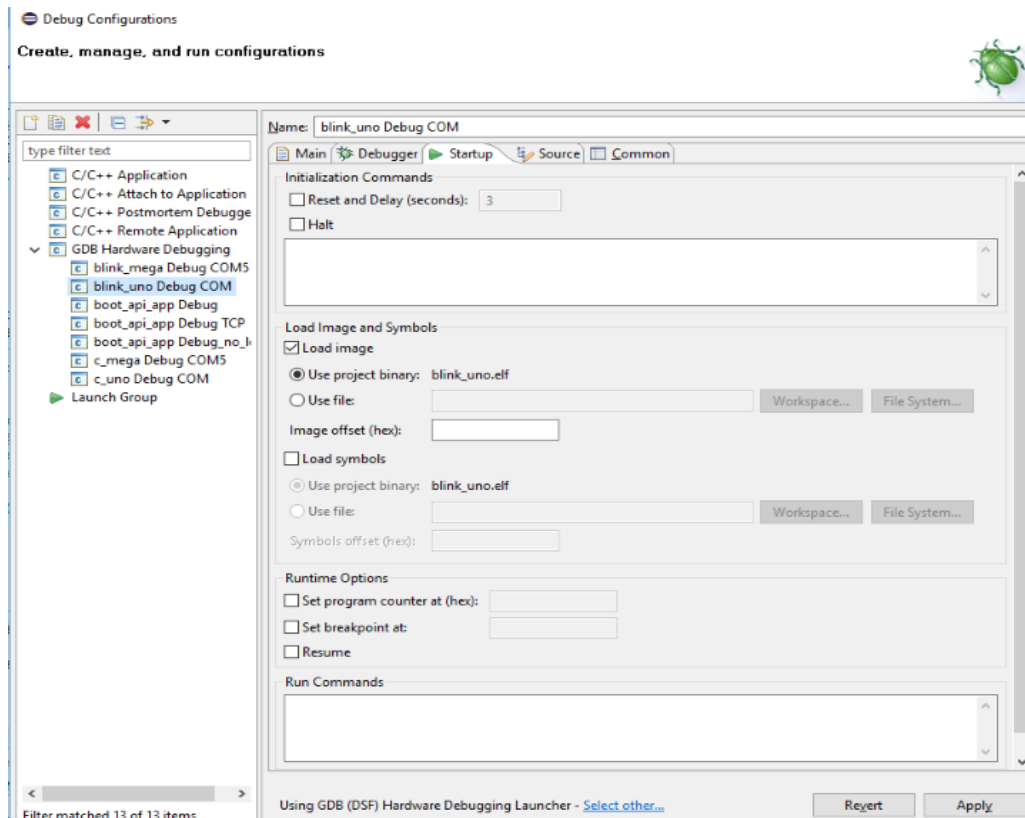 Debug Configurations
Create, manage, and run configurations
type filter text
C/C++ Application
C/C++ Attach to Application
C/C++ Postmortem Debugge
C/C++ Remote Application
GDB Hardware Debugging
blink_mega Debug COM5
blink_uno Debug COM
boot_api_app Debug
boot_api_app Debug TCP
boot_api_app Debug_no_l
c_mega Debug COM5
c_uno Debug COM
Launch Group
Filter matched 13 of 13 items
Name: blink_uno Debug COM
Main Debugger Startup Source Common
Initialization Commands
Reset and Delay (seconds): 3
Halt
Load Image and Symbols
Load image
Use project binary: blink_uno.elf
Use file: Workspace... File System...
Image offset (hex):
Load symbols
Use project binary: blink_uno.elf
Use file: Workspace... File System...
Symbols offset (hex):
Runtime Options
Set program counter at (hex):
Set breakpoint at:
Resume
Run Commands
Using GDB (DSF) Hardware Debugging Launcher - Select other... Revert Apply